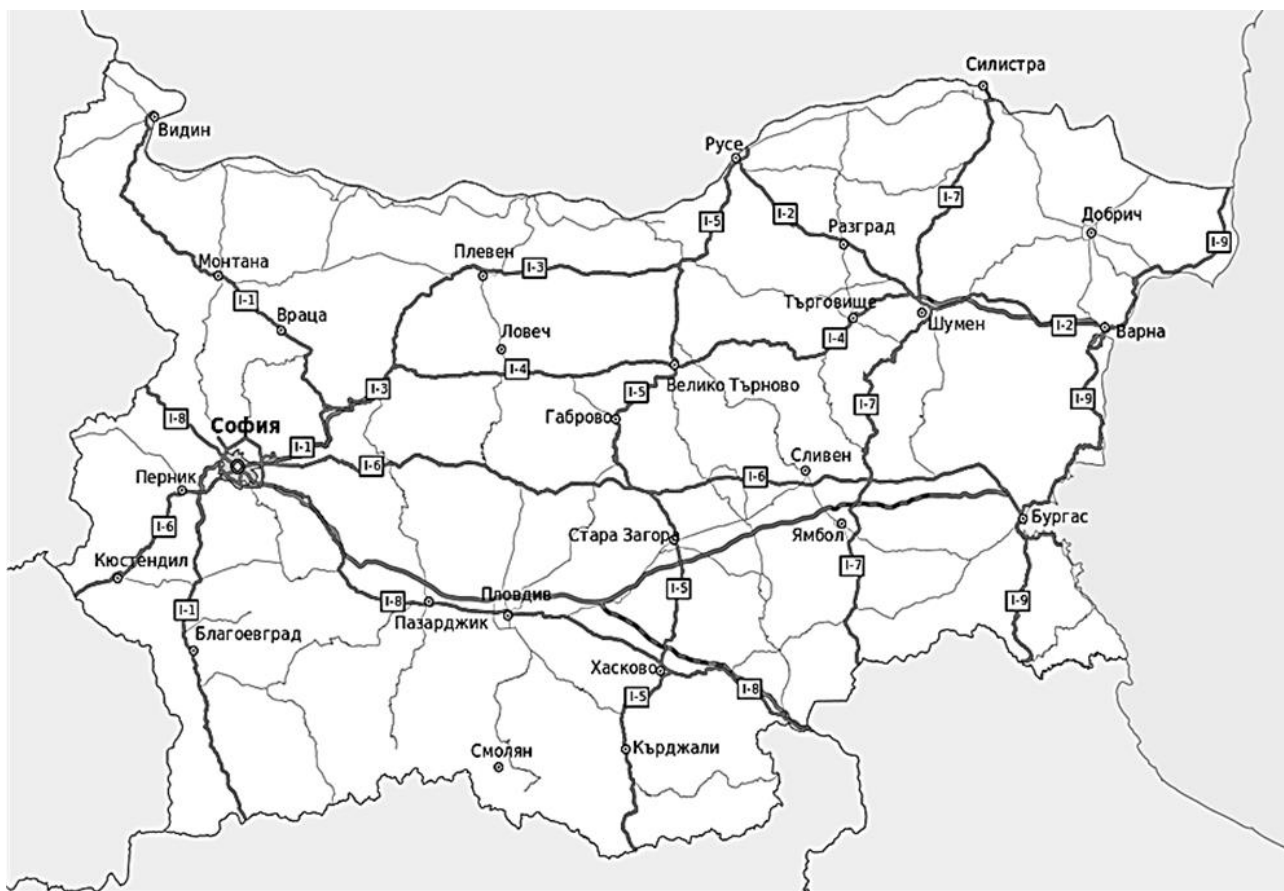 Силистра
Видин
Русе
I-7
I-5
I-2
Добрич
Разград
I-9
Плевен
I-3
Монтана
I-1
Враца
Търговище
Шумен
I-2
Варна
Ловеч
I-4
I-4
Велико Търново
I-3
I-5
I-7
I-9
Габрово
I-8
София
I-1
I-6
Сливен
I-6
Перник
I-6
Бургас
Стара Загора
Ямбол
Кюстендил
I-7
I-5
Пловдив
I-8
I-1
I-9
Пазарджик
Благоевград
Хасково
I-8
I-5
Смолян
Кърджали